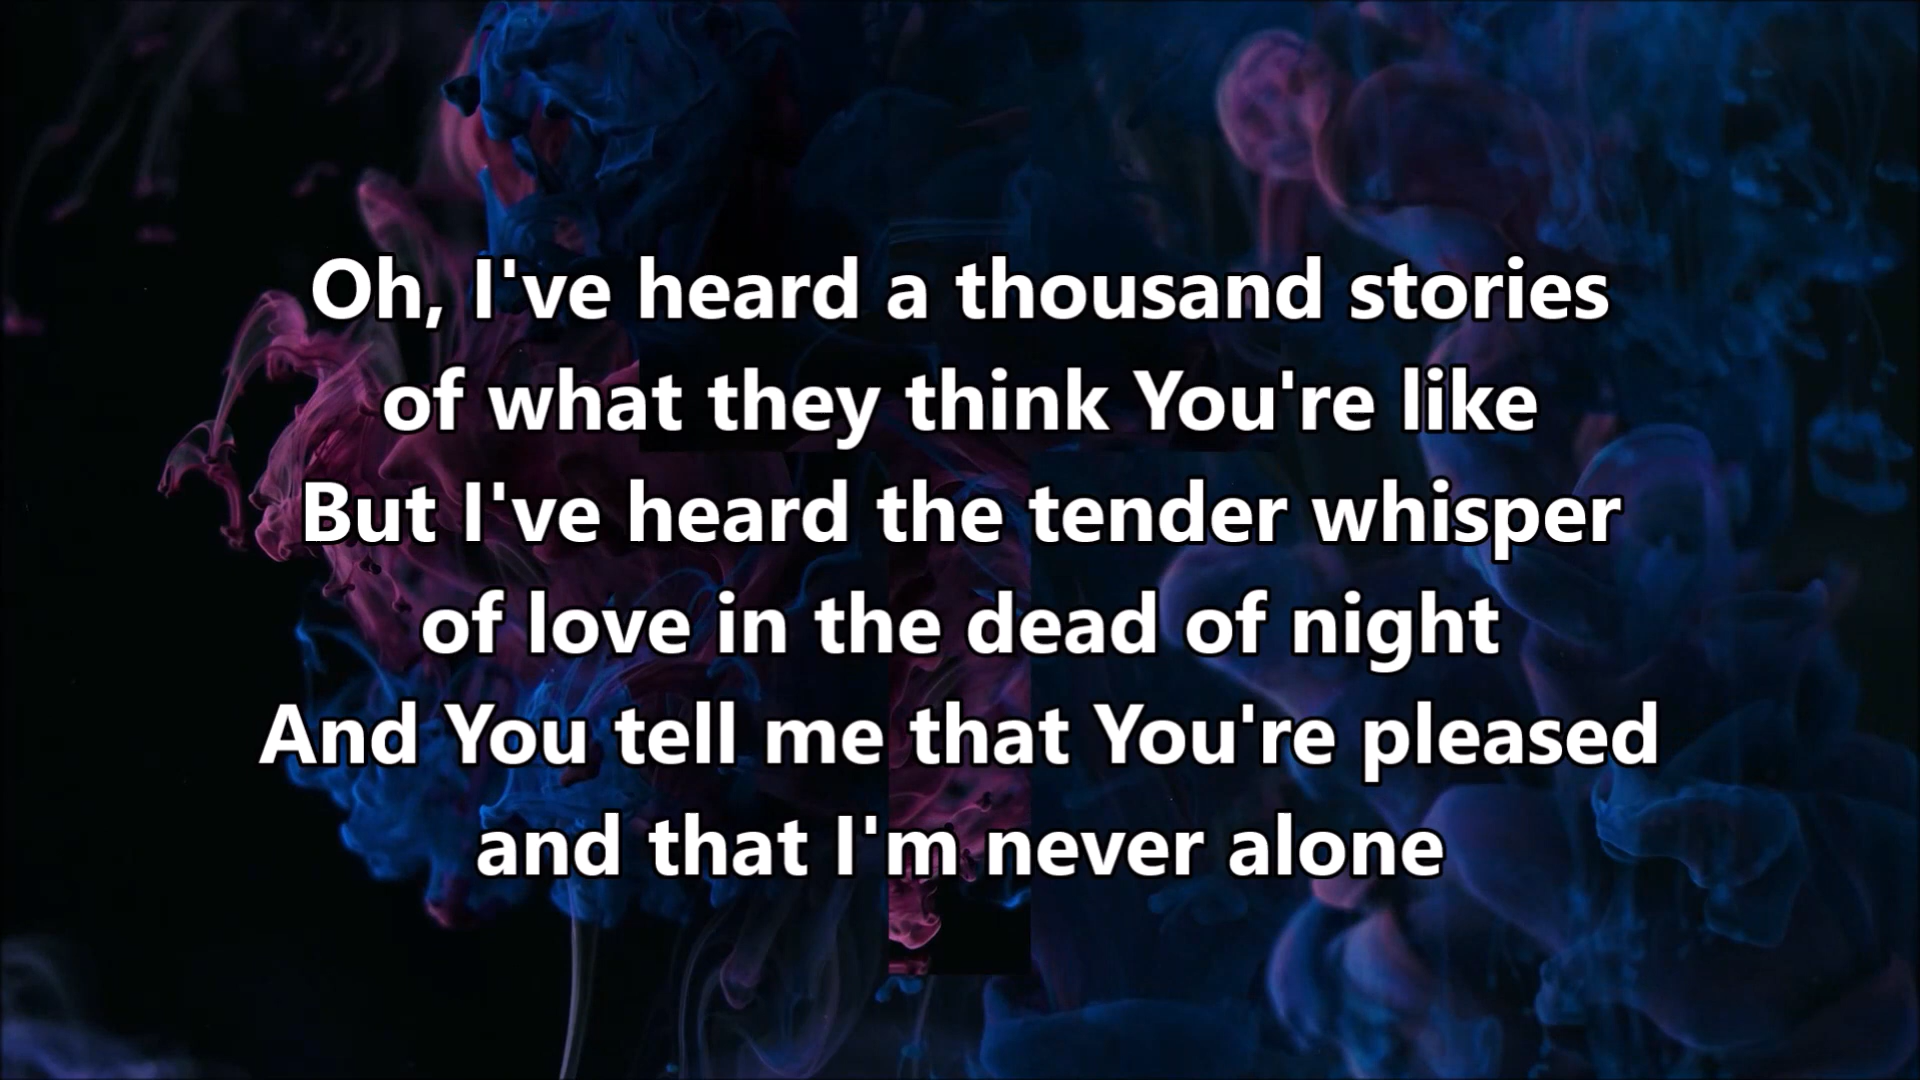 Oh, I've heard a thousand stories
of what they think You're like
But I've heard the tender whisper
of love in the dead of night
And You tell me that You're pleased
and that I'm never alone